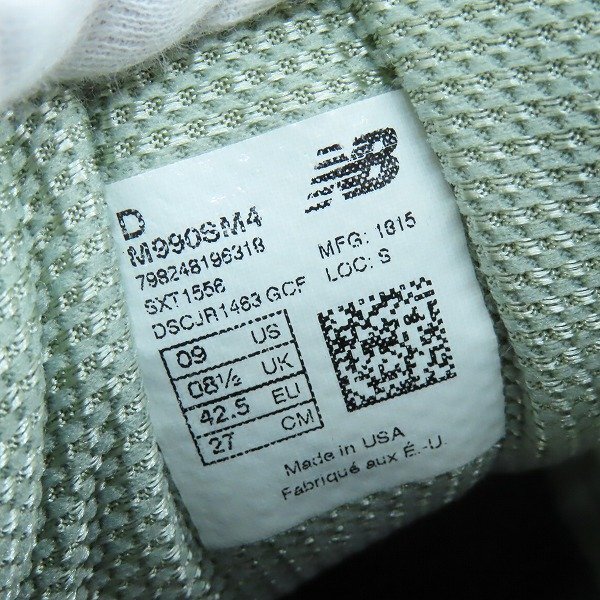 NB
D
M990SM4
798248196318
SXT1556
DSCJR1463 GCF
MFG: 1815
LOC: S
09 US
08½ UK
42.5 EU
27 CM
Made in USA
Fabriqué aux É.-U.